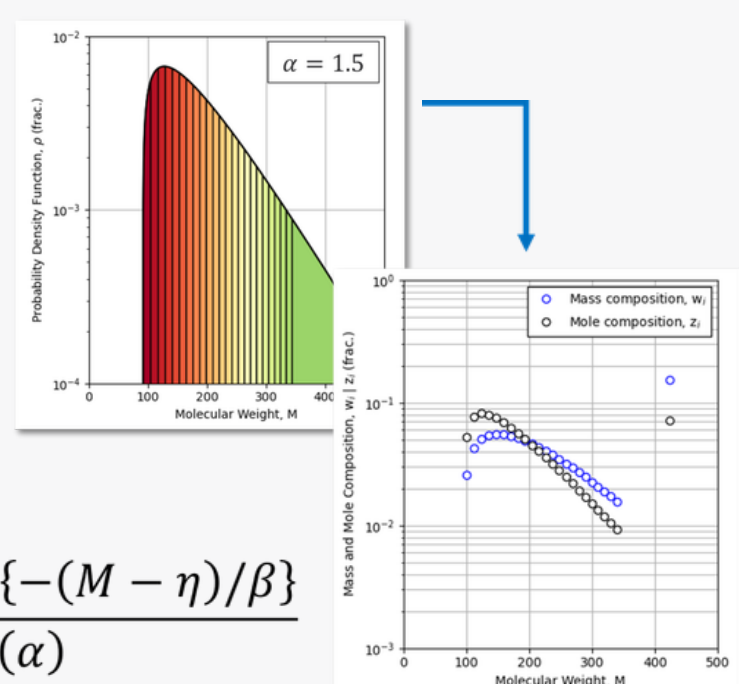 10⁻²
10⁻³
10⁻⁴
α = 1.5
Probability Density Function, ρ (frac.)
0 100 200 300 400
Molecular Weight, M
10⁰
10⁻¹
10⁻²
10⁻³
Mass composition, wᵢ
Mole composition, zᵢ
Mass and Mole Composition, wᵢ | zᵢ (frac.)
0 100 200 300 400 500
Molecular Weight, M
{−(M − η)/β}
(α)